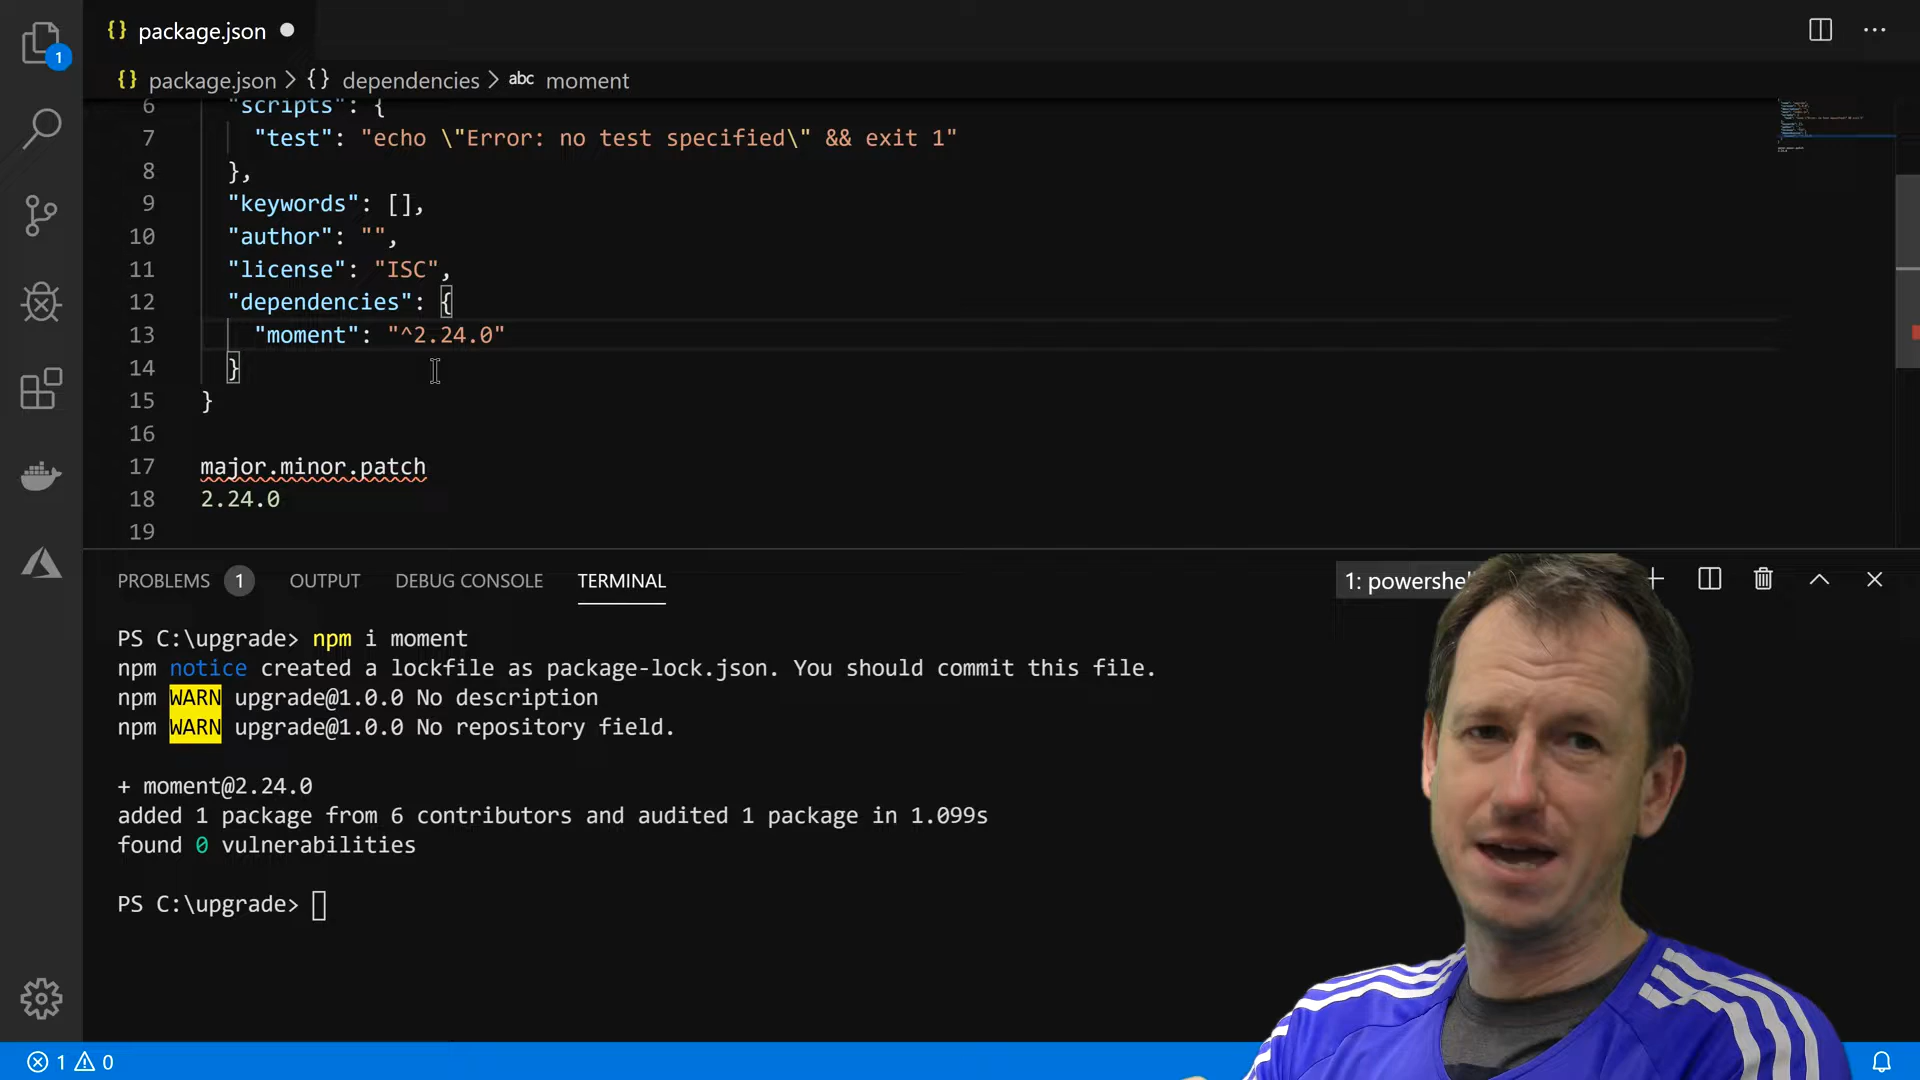 1
{} package.json
{} package.json > {} dependencies > abc moment
6 "scripts": {
7 "test": "echo \"Error: no test specified\" && exit 1"
8 },
9 "keywords": [],
10 "author": "",
11 "license": "ISC",
12 "dependencies": {
13 "moment": "^2.24.0"
14 }
15 }
16
17 major.minor.patch
18 2.24.0
19
PROBLEMS 1 OUTPUT DEBUG CONSOLE TERMINAL 1: powershel
PS C:\upgrade> npm i moment
npm notice created a lockfile as package-lock.json. You should commit this file.
npm WARN upgrade@1.0.0 No description
npm WARN upgrade@1.0.0 No repository field.
+ moment@2.24.0
added 1 package from 6 contributors and audited 1 package in 1.099s
found 0 vulnerabilities
PS C:\upgrade>
1 0